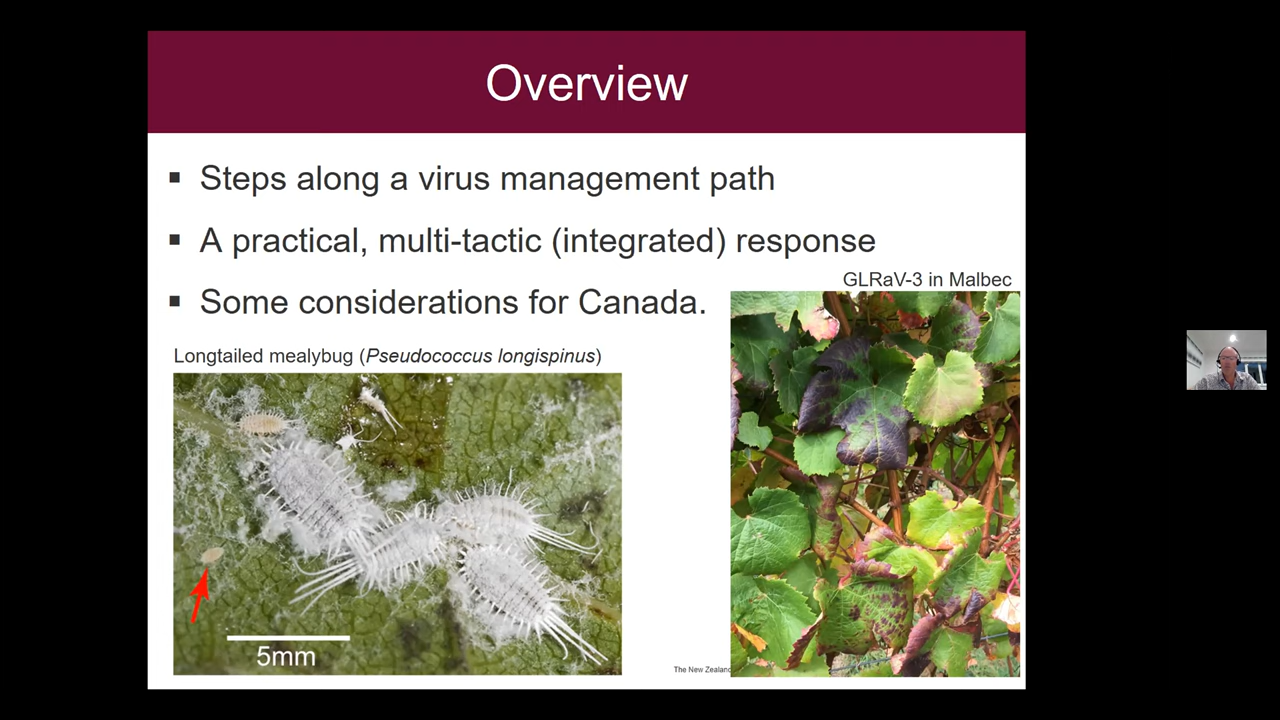 Overview
▪ Steps along a virus management path
▪ A practical, multi-tactic (integrated) response
▪ Some considerations for Canada.
GLRaV-3 in Malbec
Longtailed mealybug (Pseudococcus longispinus)
5mm
The New Zealand